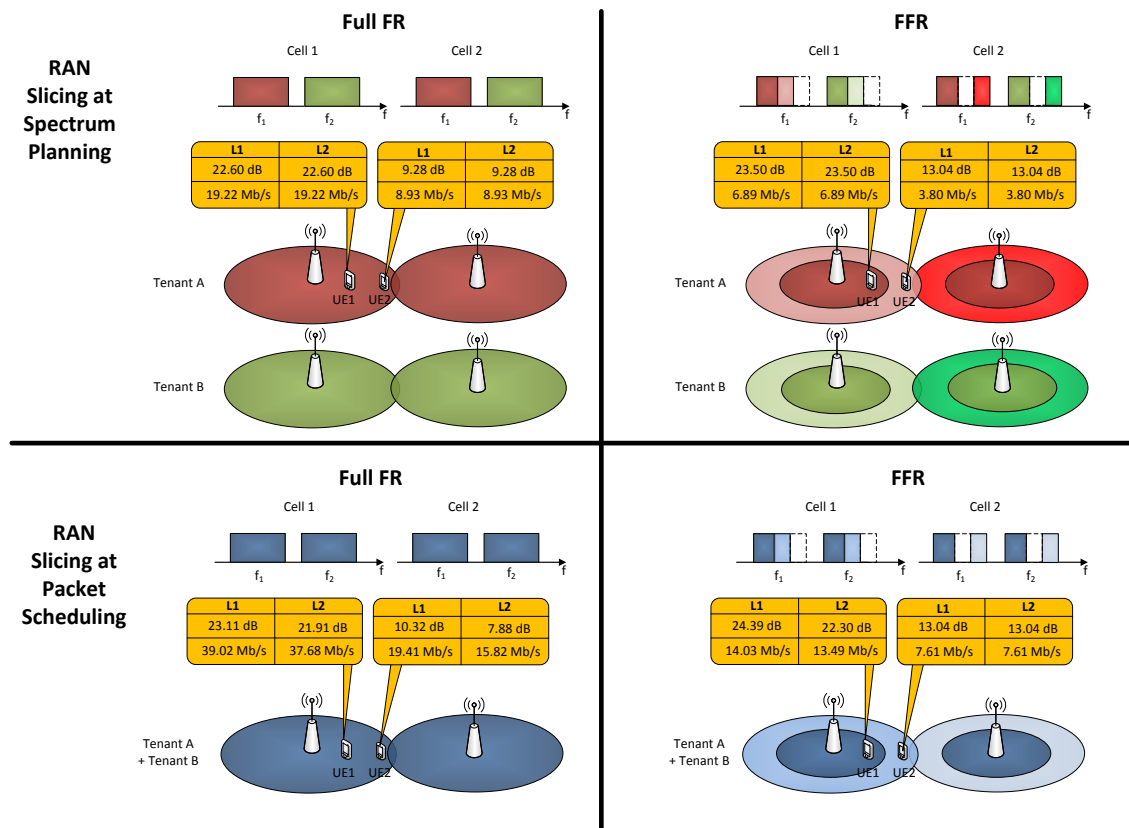 Full FR
FFR
Cell 1
Cell 2
Cell 1
Cell 2
RAN
Slicing at
Spectrum
Planning
f1
f2
f
f1
f2
f
f1
f2
f
f1
f2
f
L1 L2
22.60 dB 22.60 dB
19.22 Mb/s 19.22 Mb/s
L1 L2
9.28 dB 9.28 dB
8.93 Mb/s 8.93 Mb/s
L1 L2
23.50 dB 23.50 dB
6.89 Mb/s 6.89 Mb/s
L1 L2
13.04 dB 13.04 dB
3.80 Mb/s 3.80 Mb/s
Tenant A
UE1
UE2
Tenant A
UE1
UE2
Tenant B
Tenant B
Full FR
FFR
Cell 1
Cell 2
Cell 1
Cell 2
RAN
Slicing at
Packet
Scheduling
f1
f2
f
f1
f2
f
f1
f2
f
f1
f2
f
L1 L2
23.11 dB 21.91 dB
39.02 Mb/s 37.68 Mb/s
L1 L2
10.32 dB 7.88 dB
19.41 Mb/s 15.82 Mb/s
L1 L2
24.39 dB 22.30 dB
14.03 Mb/s 13.49 Mb/s
L1 L2
13.04 dB 13.04 dB
7.61 Mb/s 7.61 Mb/s
Tenant A
+ Tenant B
UE1
UE2
Tenant A
+ Tenant B
UE1
UE2